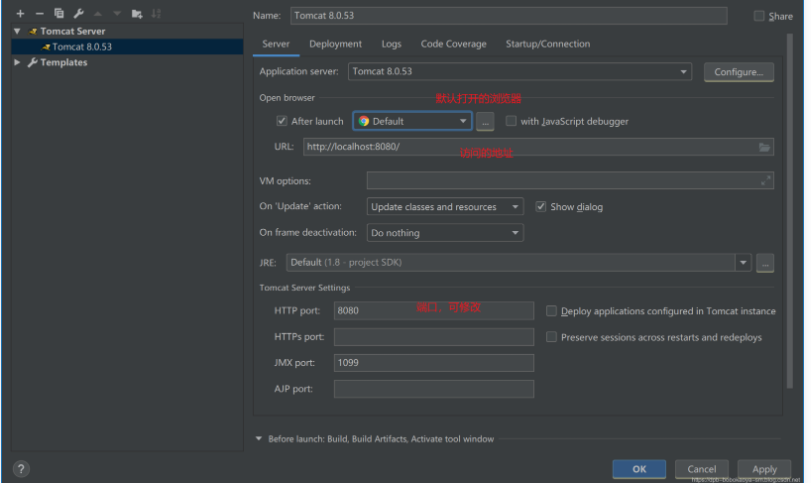 Name: Tomcat 8.0.53 Share
Tomcat Server
Tomcat 8.0.53
Templates
Server Deployment Logs Code Coverage Startup/Connection
Application server: Tomcat 8.0.53 Configure...
Open browser 默认打开的浏览器
After launch Default ... with JavaScript debugger
URL: http://localhost:8080/
访问的地址
VM options:
On 'Update' action: Update classes and resources Show dialog
On frame deactivation: Do nothing
JRE: Default (1.8 - project SDK) ...
Tomcat Server Settings
HTTP port: 8080 端口，可修改 Deploy applications configured in Tomcat instance
HTTPs port: Preserve sessions across restarts and redeploys
JMX port: 1099
AJP port:
Before launch: Build, Build Artifacts, Activate tool window
? OK Cancel Apply